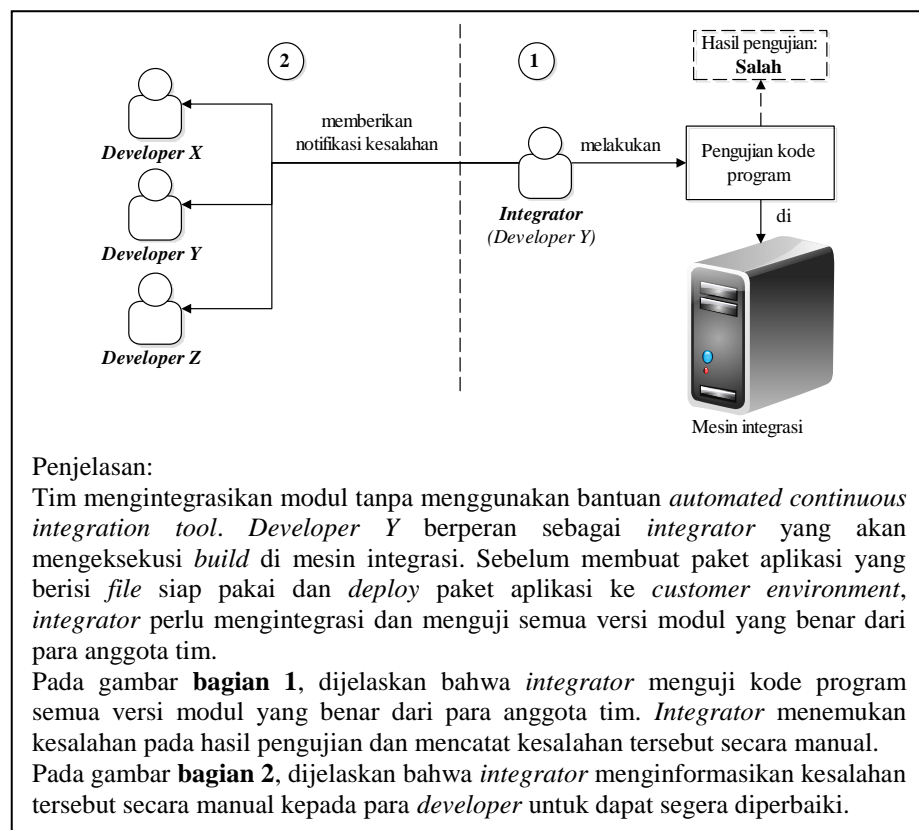 2
1
Hasil pengujian:
Salah
memberikan
notifikasi kesalahan
melakukan
Pengujian kode
program
Developer X
Integrator
(Developer Y)
di
Developer Y
Developer Z
Mesin integrasi
Penjelasan:
Tim mengintegrasikan modul tanpa menggunakan bantuan automated continuous
integration tool. Developer Y berperan sebagai integrator yang akan
mengeksekusi build di mesin integrasi. Sebelum membuat paket aplikasi yang
berisi file siap pakai dan deploy paket aplikasi ke customer environment,
integrator perlu mengintegrasi dan menguji semua versi modul yang benar dari
para anggota tim.
Pada gambar bagian 1, dijelaskan bahwa integrator menguji kode program
semua versi modul yang benar dari para anggota tim. Integrator menemukan
kesalahan pada hasil pengujian dan mencatat kesalahan tersebut secara manual.
Pada gambar bagian 2, dijelaskan bahwa integrator menginformasikan kesalahan
tersebut secara manual kepada para developer untuk dapat segera diperbaiki.